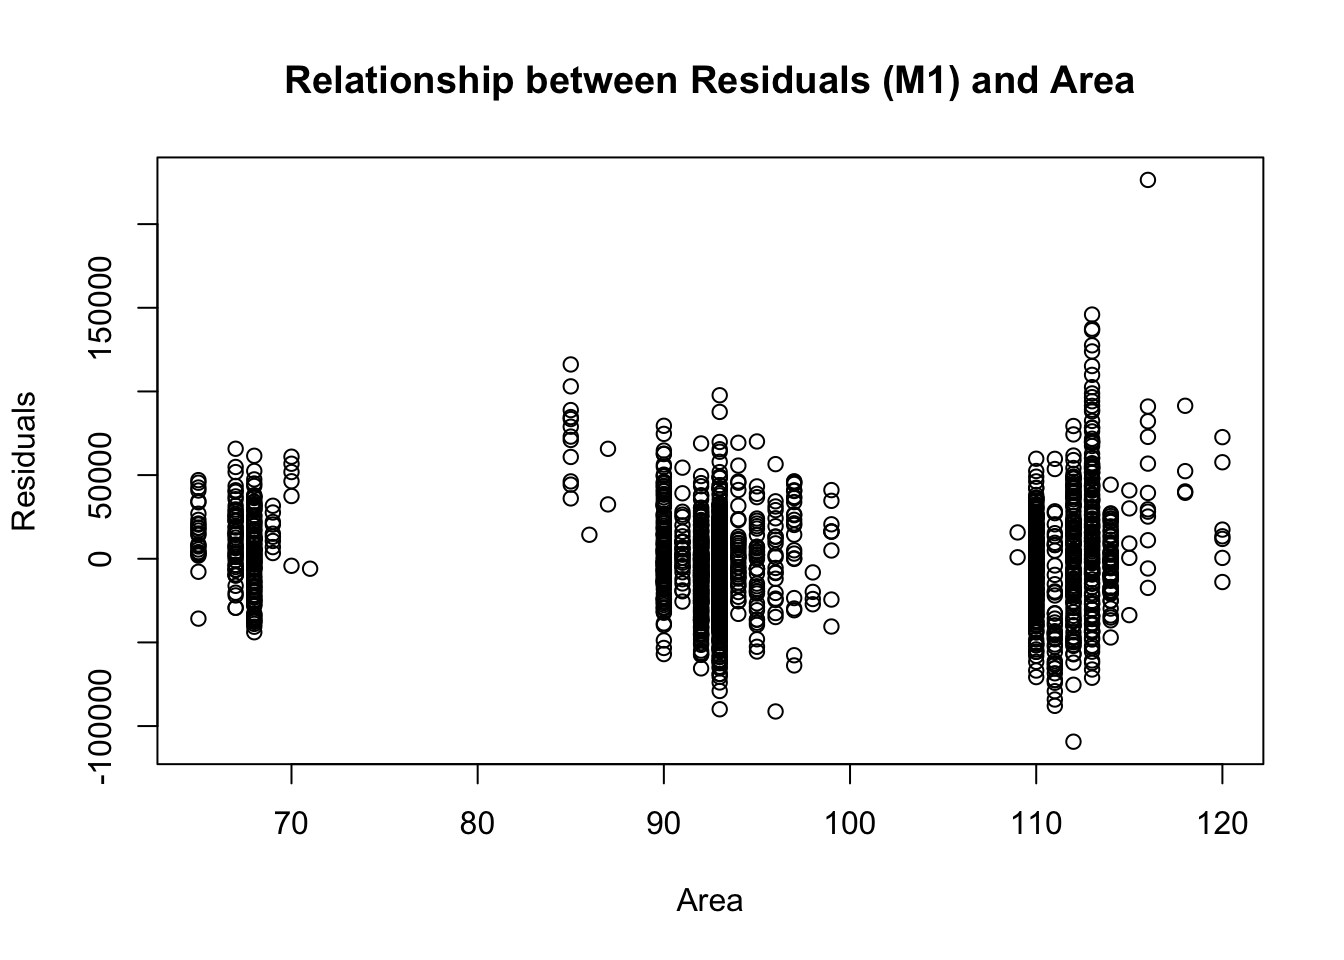 Relationship between Residuals (M1) and Area
Residuals
150000
50000
0
-100000
70 80 90 100 110 120
Area